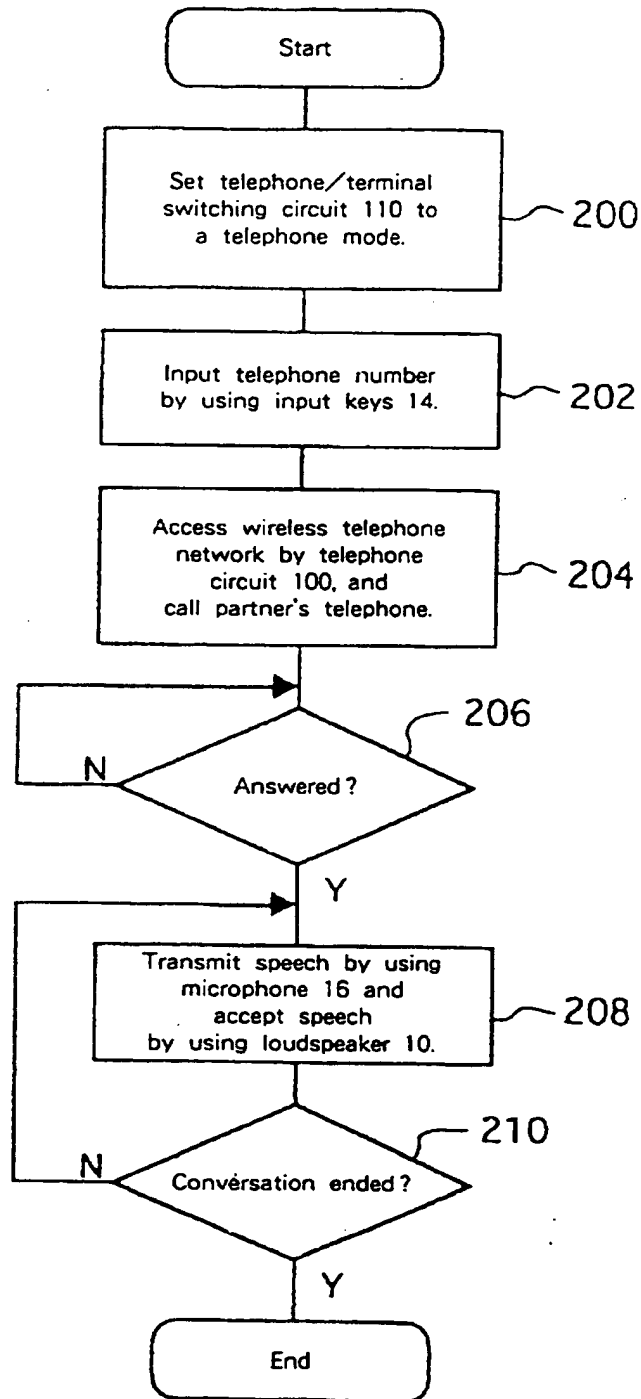 Start
Set telephone/terminal
switching circuit 110 to
a telephone mode.
200
Input telephone number
by using input keys 14.
202
Access wireless telephone
network by telephone
circuit 100, and
call partner's telephone.
204
206
N
Answered?
Y
Transmit speech by using
microphone 16 and
accept speech
by using loudspeaker 10.
208
210
N
Conversation ended?
Y
End